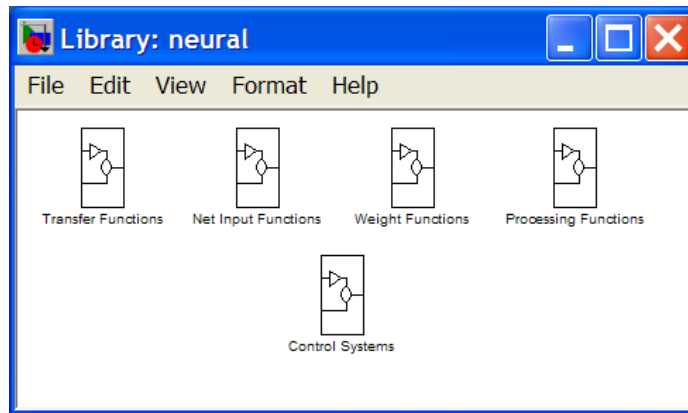 Library: neural
File Edit View Format Help
Transfer Functions Net Input Functions Weight Functions Processing Functions
Control Systems